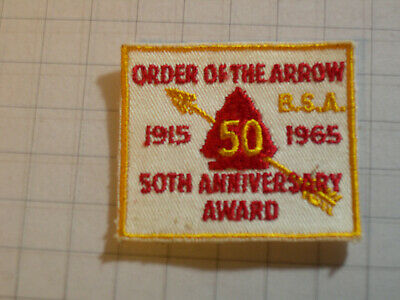 ORDER OF THE ARROW
B.S.A.
1915 50 1965
50TH ANNIVERSARY
AWARD